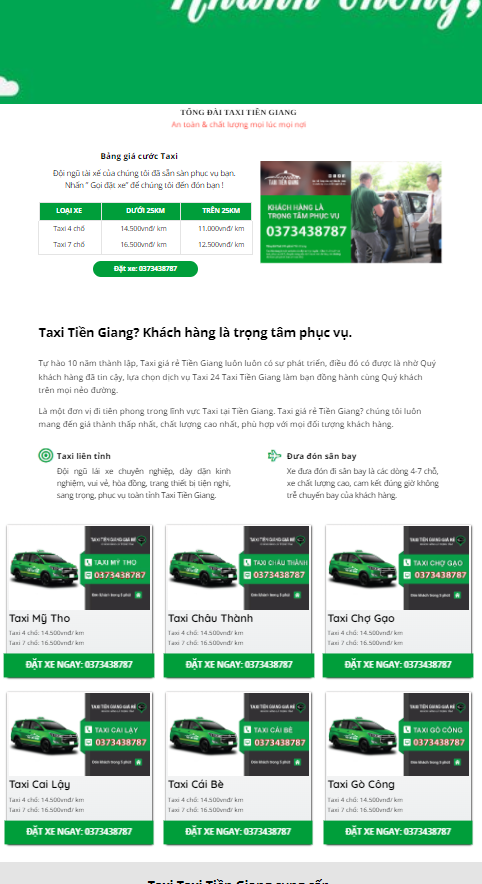 Nhanh chóng,
TỔNG ĐÀI TAXI TIỀN GIANG
An toàn & chất lượng mọi lúc mọi nơi
Bảng giá cước Taxi
Đội ngũ tài xế của chúng tôi đã sẵn sàn phục vụ bạn.
Nhấn " Gọi đặt xe" để chúng tôi đến đón bạn !
LOẠI XE DƯỚI 25KM TRÊN 25KM
Taxi 4 chổ 14.500vnđ/ km 11.000vnđ/ km
Taxi 7 chổ 16.500vnđ/ km 12.500vnđ/ km
Đặt xe: 0373438787
TAXI TIỀN GIANG
KHÁCH HÀNG LÀ
TRỌNG TÂM PHỤC VỤ
0373438787
Taxi Tiền Giang? Khách hàng là trọng tâm phục vụ.
Tự hào 10 năm thành lập, Taxi giá rẻ Tiền Giang luôn luôn có sự phát triển, điều đó có được là nhờ Quý
khách hàng đã tin cậy, lựa chọn dịch vụ Taxi 24 Taxi Tiền Giang làm bạn đồng hành cùng Quý khách
trên mọi nẻo đường.
Là một đơn vị đi tiên phong trong lĩnh vực Taxi tại Tiền Giang. Taxi giá rẻ Tiền Giang? chúng tôi luôn
mang đến giá thành thấp nhất, chất lượng cao nhất, phù hợp với mọi đối tượng khách hàng.
Taxi liên tỉnh
Đội ngũ lái xe chuyên nghiệp, dày dặn kinh
nghiệm, vui vẻ, hòa đồng, trang thiết bị tiện nghi,
sang trọng, phục vụ toàn tỉnh Taxi Tiền Giang.
Đưa đón sân bay
Xe đưa đón đi sân bay là các dòng 4-7 chỗ,
xe chất lượng cao, cam kết đúng giờ không
trễ chuyến bay của khách hàng.
TAXI TIỀN GIANG GIÁ RẺ
TAXI MỸ THO
0373438787
Đón khách trong 5 phút
Taxi Mỹ Tho
Taxi 4 chổ: 14.500vnđ/ km
Taxi 7 chổ: 16.500vnđ/ km
ĐẶT XE NGAY: 0373438787
TAXI TIỀN GIANG GIÁ RẺ
TAXI CHÂU THÀNH
0373438787
Đón khách trong 5 phút
Taxi Châu Thành
Taxi 4 chổ: 14.500vnđ/ km
Taxi 7 chổ: 16.500vnđ/ km
ĐẶT XE NGAY: 0373438787
TAXI TIỀN GIANG GIÁ RẺ
TAXI CHỢ GẠO
0373438787
Đón khách trong 5 phút
Taxi Chợ Gạo
Taxi 4 chổ: 14.500vnđ/ km
Taxi 7 chổ: 16.500vnđ/ km
ĐẶT XE NGAY: 0373438787
TAXI TIỀN GIANG GIÁ RẺ
TAXI CAI LẬY
0373438787
Đón khách trong 5 phút
Taxi Cai Lậy
Taxi 4 chổ: 14.500vnđ/ km
Taxi 7 chổ: 16.500vnđ/ km
ĐẶT XE NGAY: 0373438787
TAXI TIỀN GIANG GIÁ RẺ
TAXI CÁI BÈ
0373438787
Đón khách trong 5 phút
Taxi Cái Bè
Taxi 4 chổ: 14.500vnđ/ km
Taxi 7 chổ: 16.500vnđ/ km
ĐẶT XE NGAY: 0373438787
TAXI TIỀN GIANG GIÁ RẺ
TAXI GÒ CÔNG
0373438787
Đón khách trong 5 phút
Taxi Gò Công
Taxi 4 chổ: 14.500vnđ/ km
Taxi 7 chổ: 16.500vnđ/ km
ĐẶT XE NGAY: 0373438787
Taxi Taxi Tiền Giang cung cấp